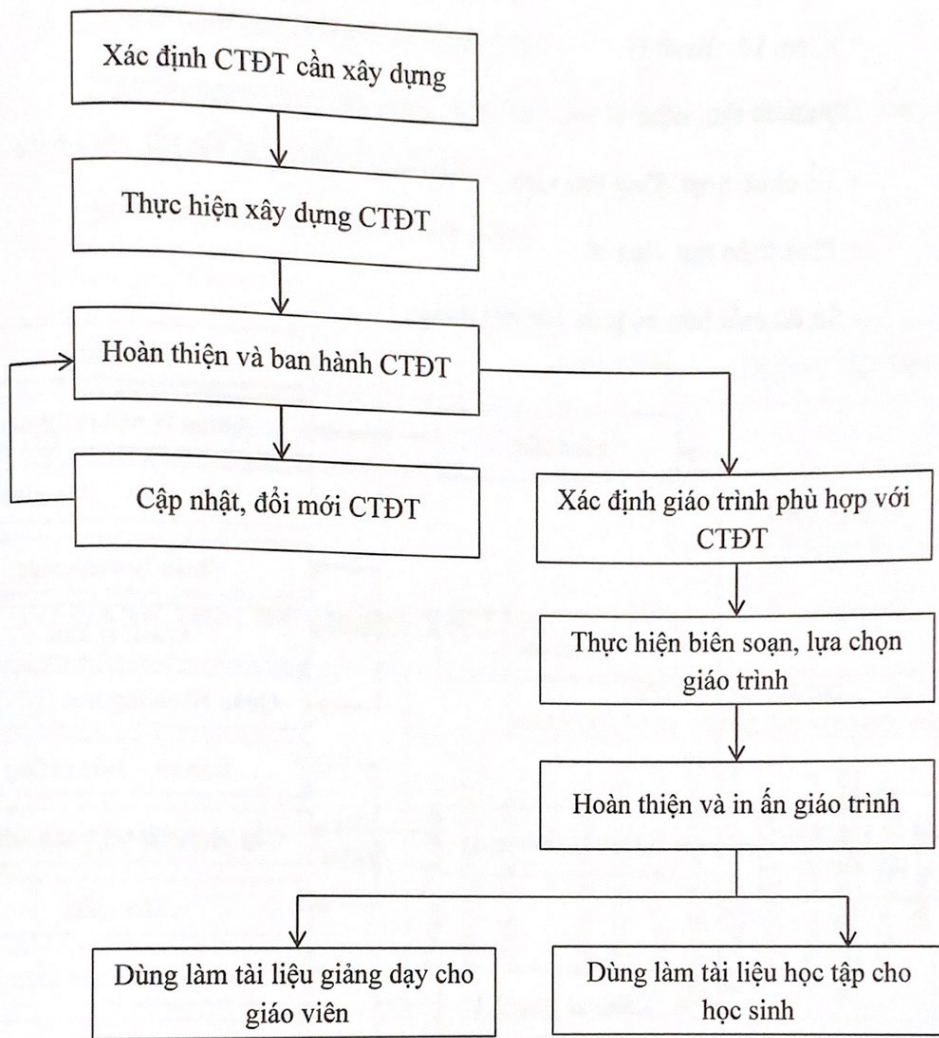 Xác định CTĐT cần xây dựng
Thực hiện xây dựng CTĐT
Hoàn thiện và ban hành CTĐT
Cập nhật, đổi mới CTĐT
Xác định giáo trình phù hợp với
CTĐT
Thực hiện biên soạn, lựa chọn
giáo trình
Hoàn thiện và in ấn giáo trình
Dùng làm tài liệu giảng dạy cho
giáo viên
Dùng làm tài liệu học tập cho
học sinh